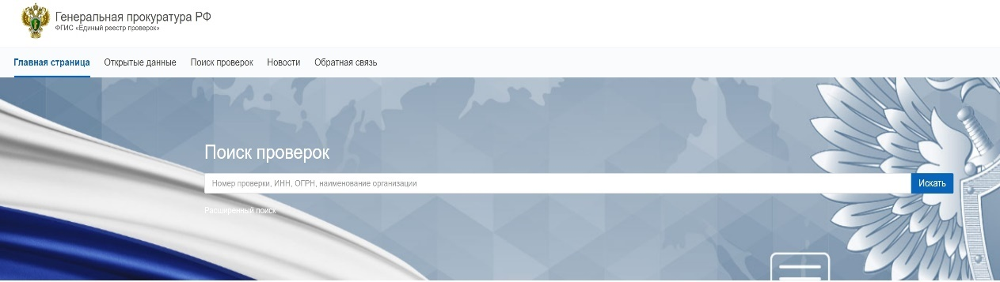 Генеральная прокуратура РФ
ФГИС «Единый реестр проверок»
Главная страница Открытые данные Поиск проверок Новости Обратная связь
Поиск проверок
Номер проверки, ИНН, ОГРН, наименование организации Искать
Расширенный поиск